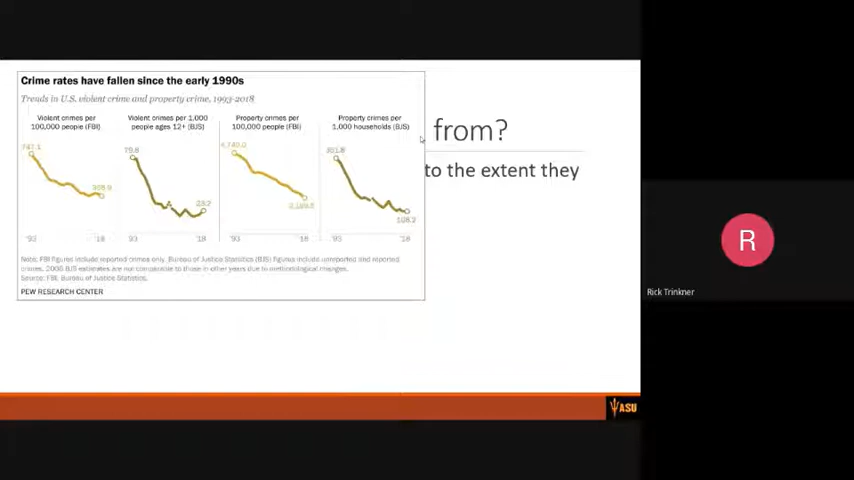 Crime rates have fallen since the early 1990s
Trends in U.S. violent crime and property crime, 1993-2018
Violent crimes per
100,000 people (FBI)
Violent crimes per 1,000
people ages 12+ (BJS)
Property crimes per
100,000 people (FBI)
Property crimes per
1,000 households (BJS)
747.1
79.8
4,740.0
351.8
23.2
108.2
'93
'18
'93
'18
'93
'18
'93
'18
Note: FBI figures include reported crimes only. Bureau of Justice Statistics (BJS) figures include unreported and reported
crimes. 2006 BJS estimates are not comparable to those in other years due to methodological changes.
Source: FBI, Bureau of Justice Statistics.
PEW RESEARCH CENTER
from?
to the extent they
ASU
R
Rick Trinkner